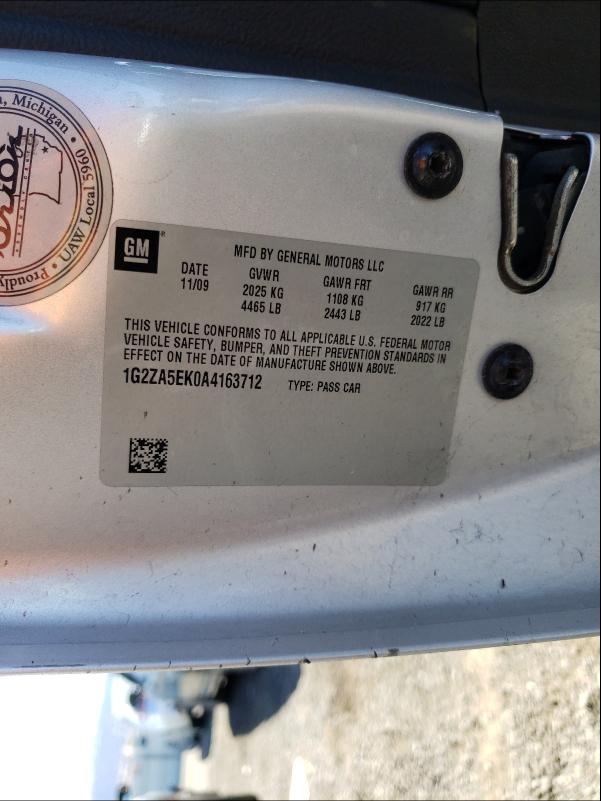 n, Michigan •
Proudly
• UAW Local 5960
GM
®
MFD BY GENERAL MOTORS LLC
DATE GVWR GAWR FRT GAWR RR
11/09 2025 KG 1108 KG 917 KG
4465 LB 2443 LB 2022 LB
THIS VEHICLE CONFORMS TO ALL APPLICABLE U.S. FEDERAL MOTOR
VEHICLE SAFETY, BUMPER, AND THEFT PREVENTION STANDARDS IN
EFFECT ON THE DATE OF MANUFACTURE SHOWN ABOVE.
1G2ZA5EK0A4163712 TYPE: PASS CAR